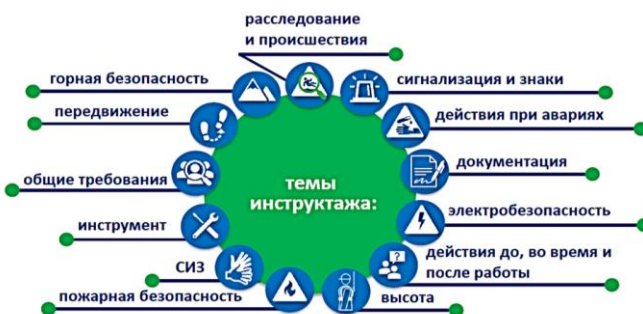 расследование
и происшествия
горная безопасность
сигнализация и знаки
передвижение
действия при авариях
общие требования
темы
инструктажа:
документация
инструмент
электробезопасность
СИЗ
действия до, во время и
после работы
пожарная безопасность
высота